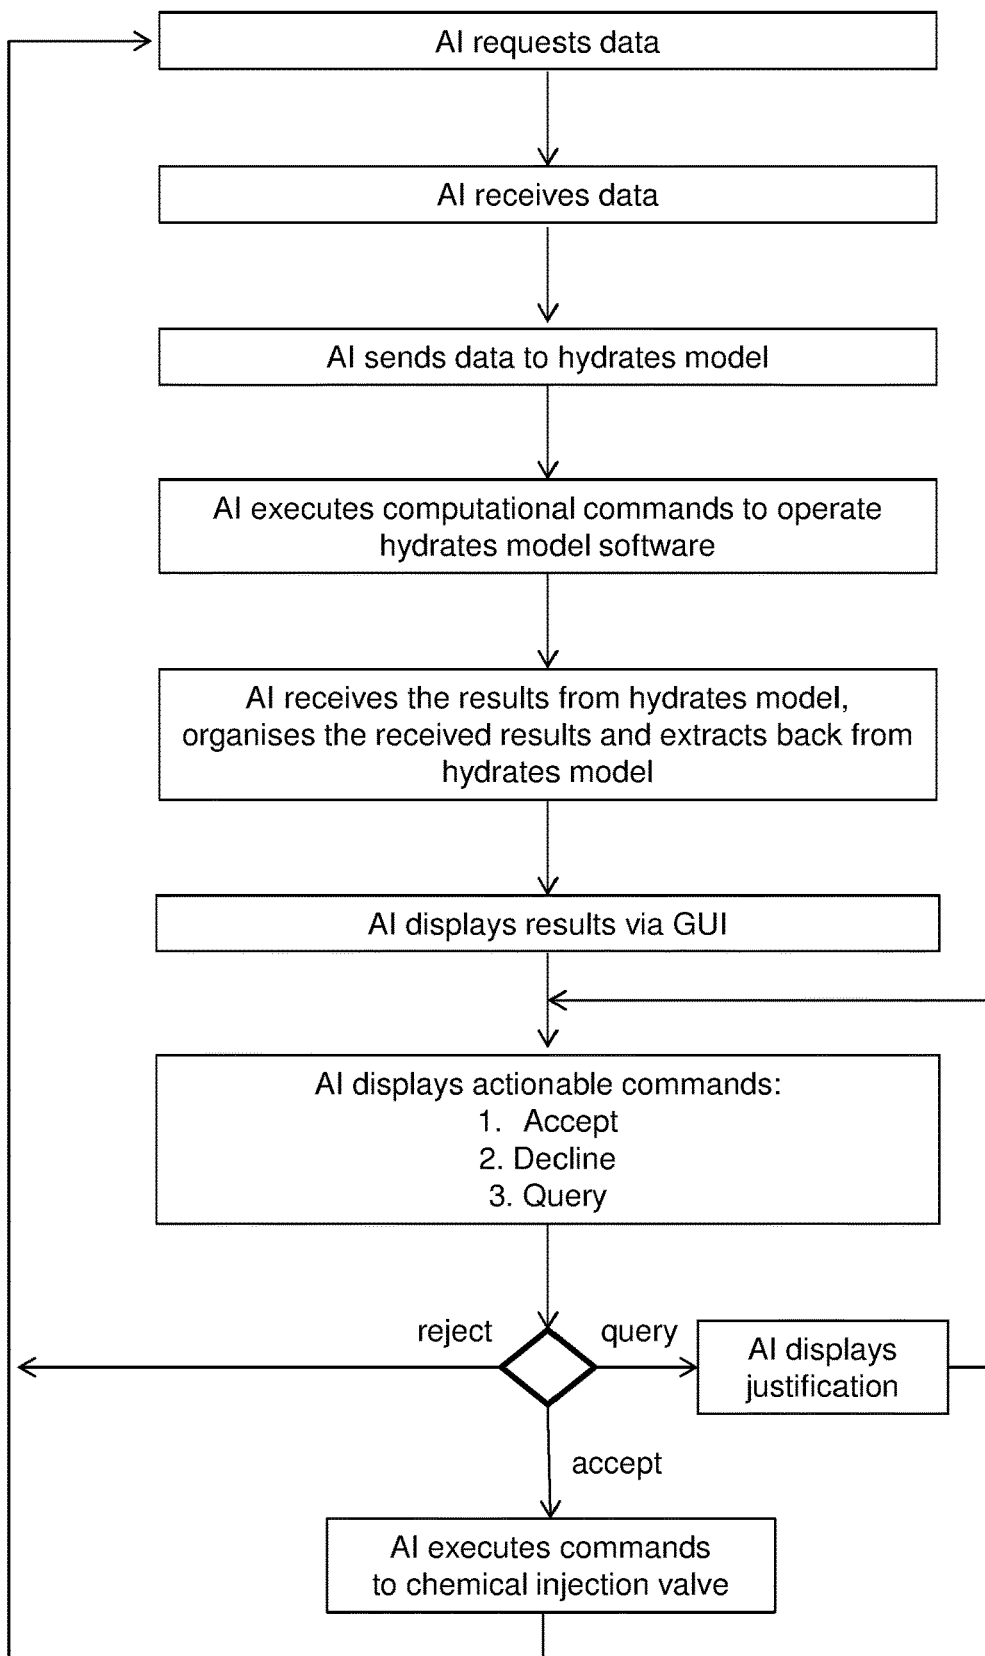 AI requests data
AI receives data
AI sends data to hydrates model
AI executes computational commands to operate
hydrates model software
AI receives the results from hydrates model,
organises the received results and extracts back from
hydrates model
AI displays results via GUI
AI displays actionable commands:
1. Accept
2. Decline
3. Query
reject
query
AI displays
justification
accept
AI executes commands
to chemical injection valve